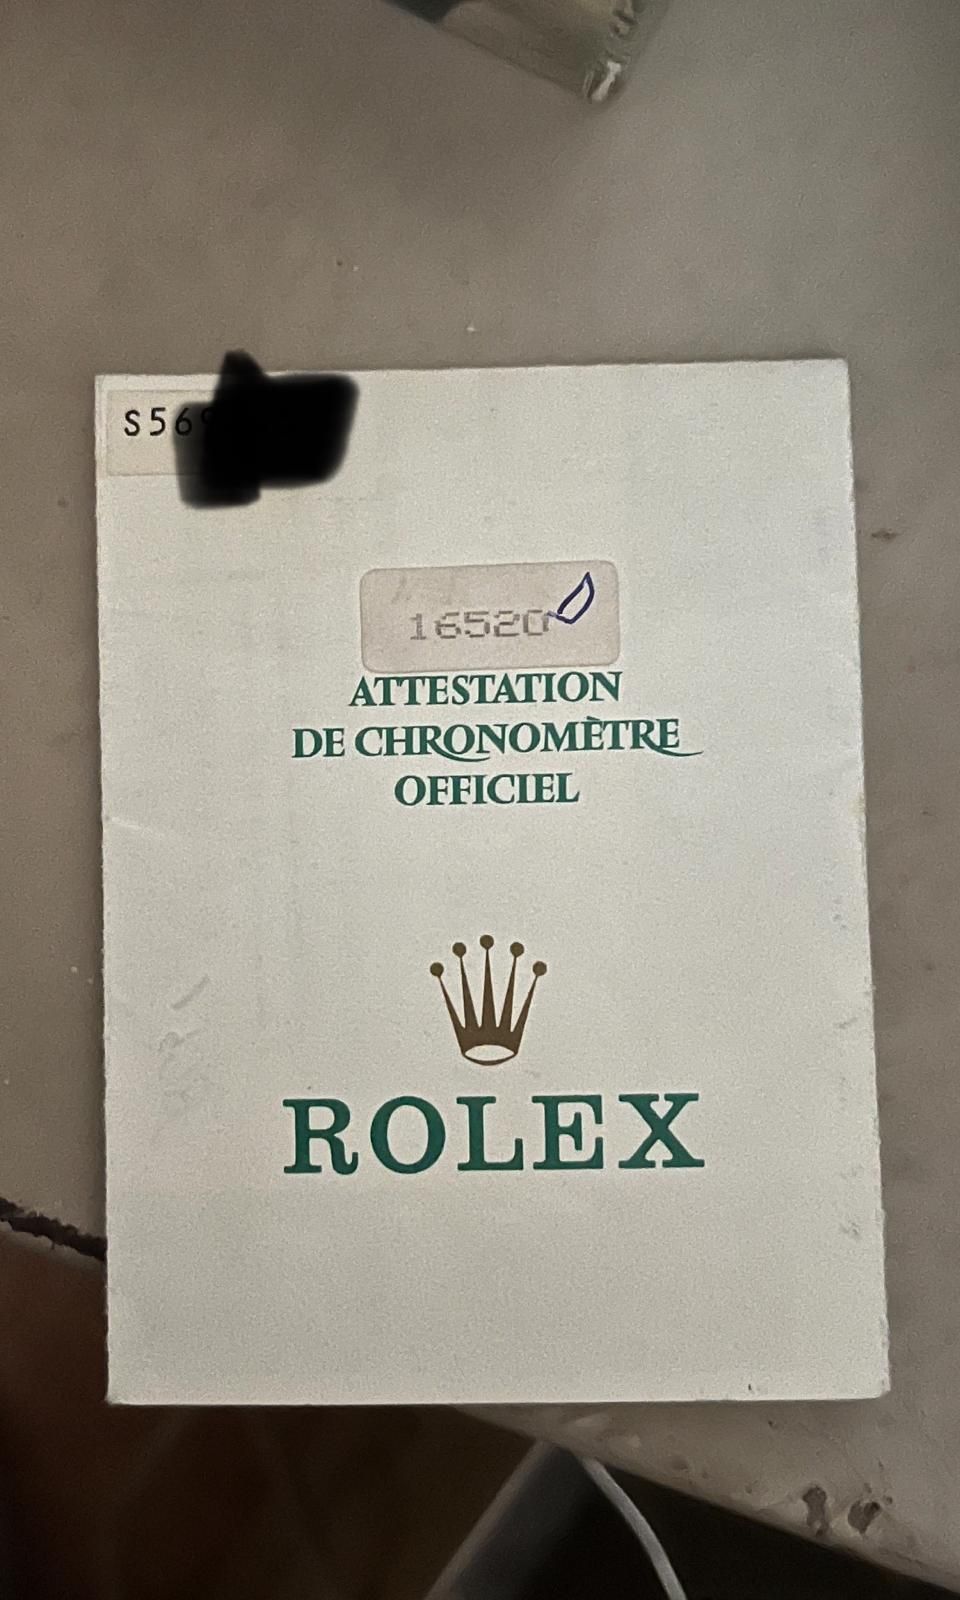 S56
16520
ATTESTATION
DE CHRONOMÈTRE
OFFICIEL
ROLEX